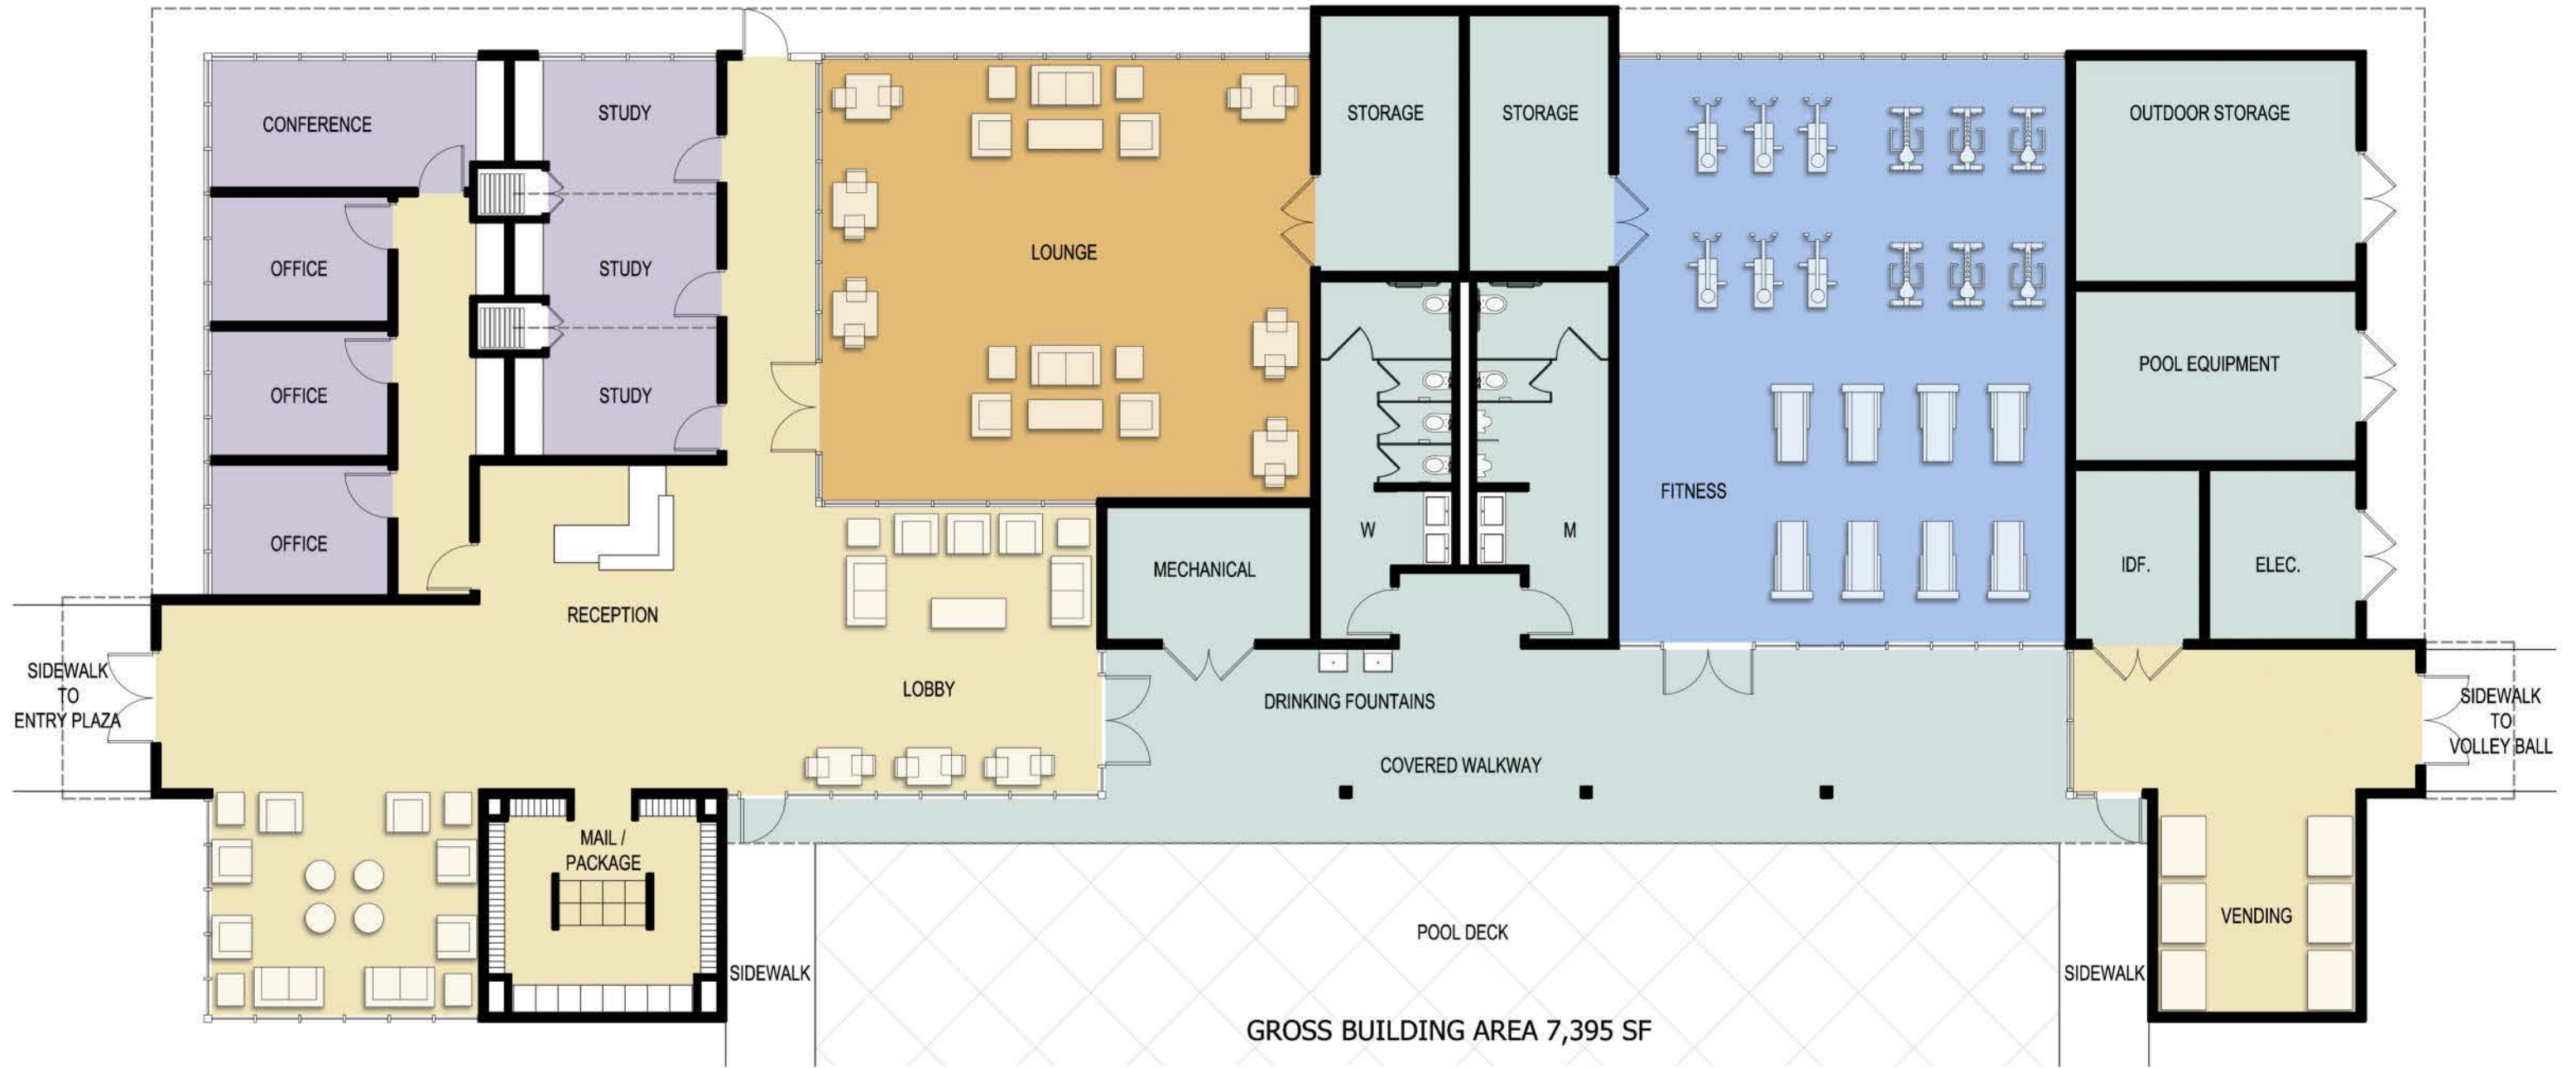 CONFERENCE
STUDY
STORAGE
STORAGE
OUTDOOR STORAGE
OFFICE
STUDY
LOUNGE
POOL EQUIPMENT
OFFICE
STUDY
FITNESS
OFFICE
W
M
MECHANICAL
IDF.
ELEC.
RECEPTION
SIDEWALK
TO
ENTRY PLAZA
LOBBY
DRINKING FOUNTAINS
SIDEWALK
TO
VOLLEY BALL
COVERED WALKWAY
MAIL /
PACKAGE
VENDING
POOL DECK
SIDEWALK
SIDEWALK
GROSS BUILDING AREA 7,395 SF